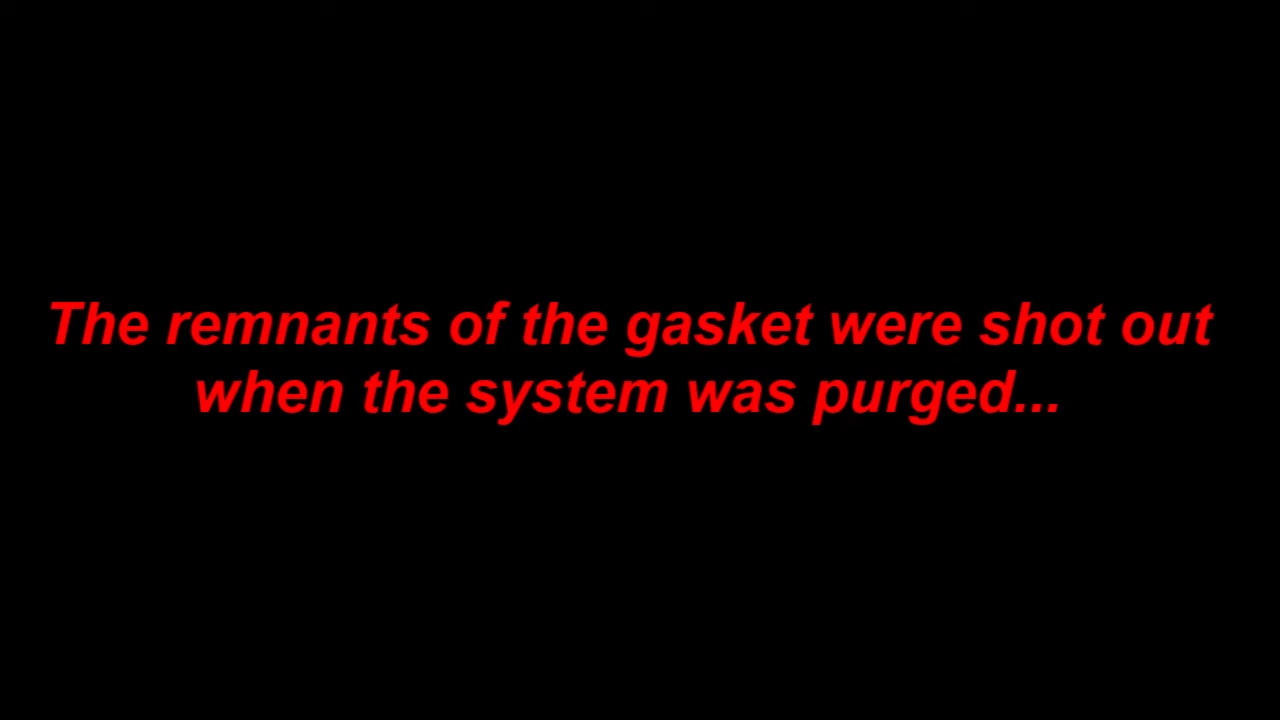 The remnants of the gasket were shot out
when the system was purged...